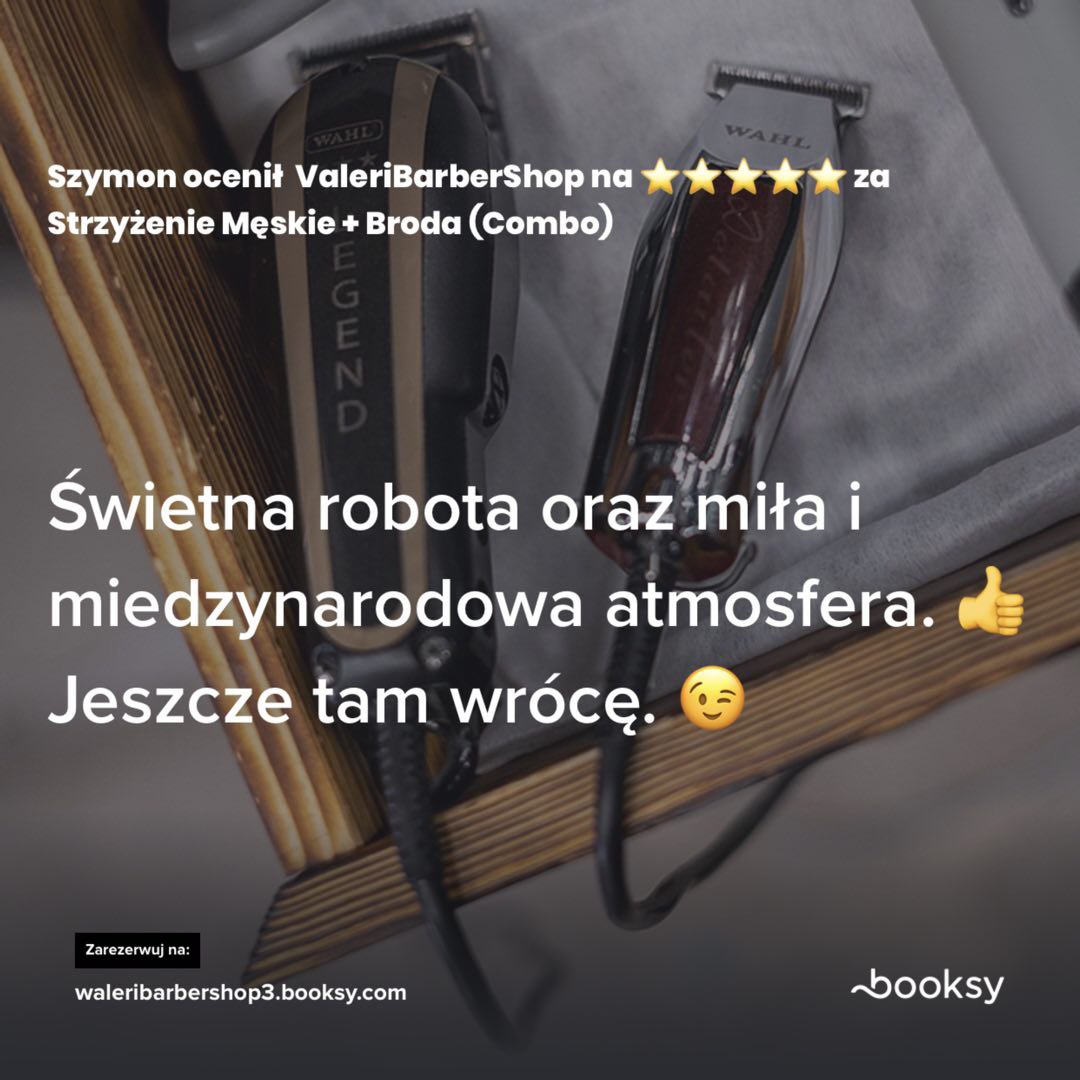 WAHL
WAHL
Szymon ocenił ValeriBarberShop na ⭐⭐⭐⭐⭐ za
Strzyżenie Męskie + Broda (Combo)
LEGEND
Świetna robota oraz miła i
miedzynarodowa atmosfera. 👍
Jeszcze tam wrócę. 😉
Zarezerwuj na:
waleribarbershop3.booksy.com
booksy